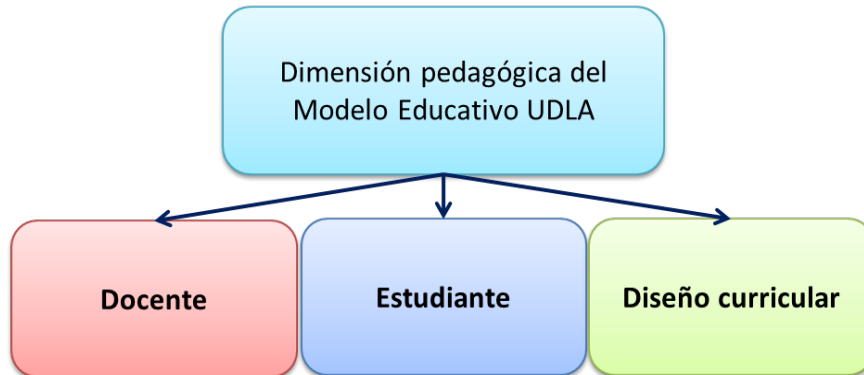 Dimensión pedagógica del
Modelo Educativo UDLA
Docente
Estudiante
Diseño curricular